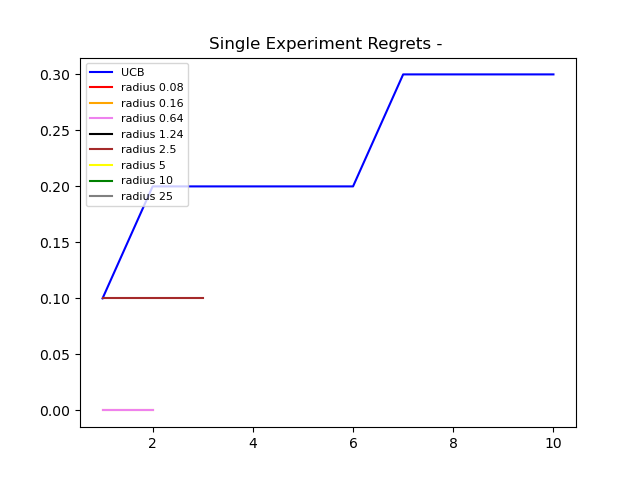 Single Experiment Regrets -
0.30
0.25
0.20
0.15
0.10
0.05
0.00
UCB
radius 0.08
radius 0.16
radius 0.64
radius 1.24
radius 2.5
radius 5
radius 10
radius 25
2
4
6
8
10